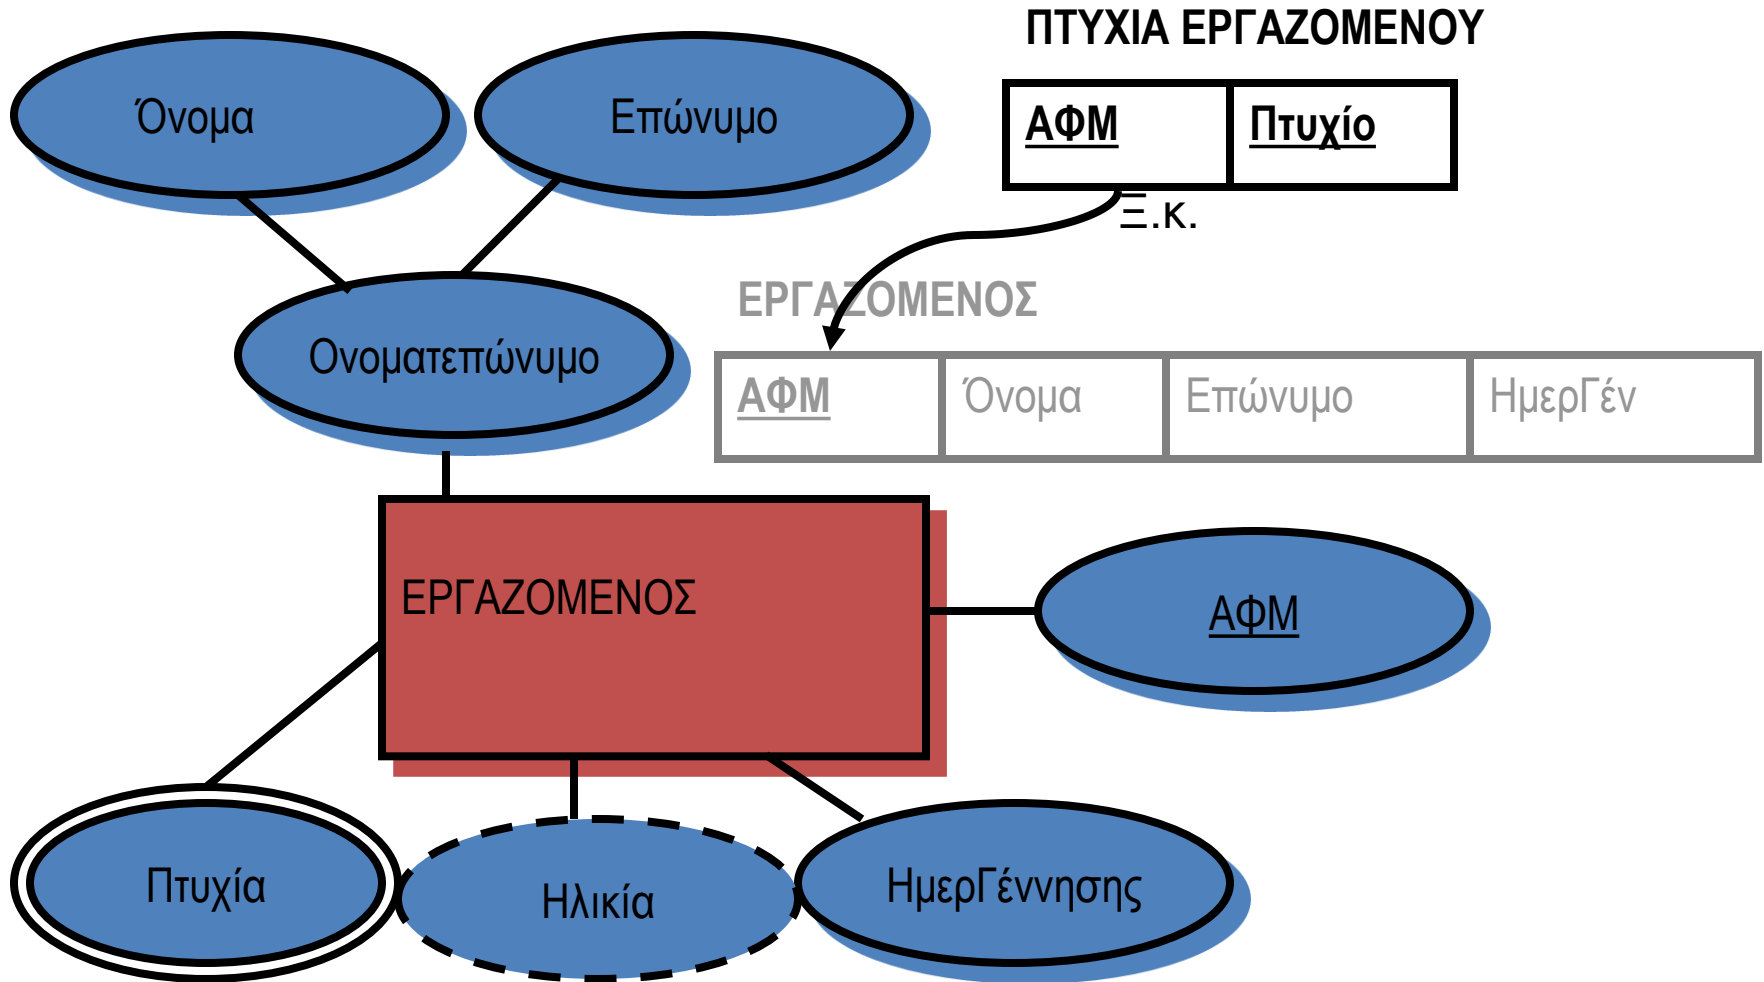 ΠΤΥΧΙΑ ΕΡΓΑΖΟΜΕΝΟΥ
Όνομα
Επώνυμο
ΑΦΜ Πτυχίο
Ξ.κ.
ΕΡΓΑΖΟΜΕΝΟΣ
Ονοματεπώνυμο
ΑΦΜ Όνομα Επώνυμο ΗμερΓέν
ΕΡΓΑΖΟΜΕΝΟΣ
ΑΦΜ
Πτυχία
Ηλικία
ΗμερΓέννησης